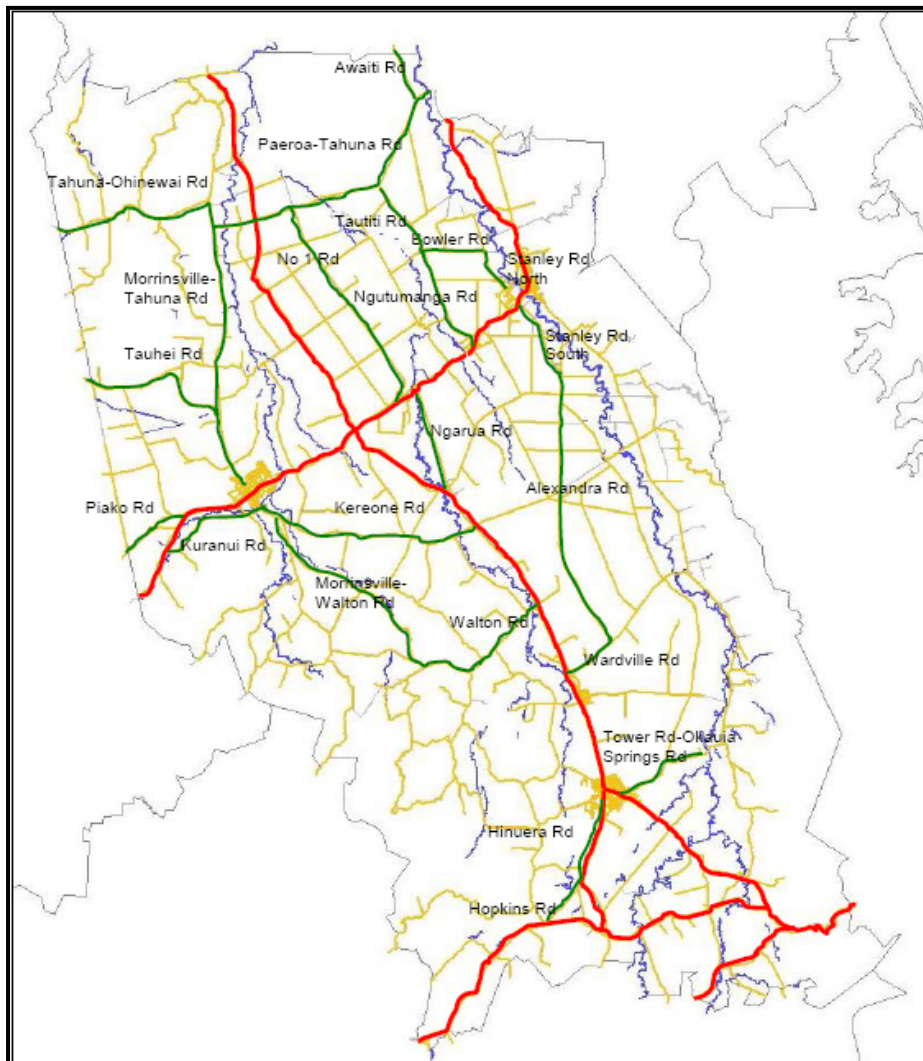 Awaiti Rd
Paeroa-Tahuna Rd
Tahuna-Ohinewai Rd
Tautiti Rd
Bowler Rd
No 1 Rd
Stanley Rd
North
Morrinsville-
Tahuna Rd
Ngutumanga Rd
Tauhei Rd
Stanley Rd
South
Ngarua Rd
Alexandra Rd
Piako Rd
Kereone Rd
Kuranui Rd
Morrinsville-
Walton Rd
Walton Rd
Wardville Rd
Tower Rd-Okauia
Springs Rd
Hinuera Rd
Hopkins Rd